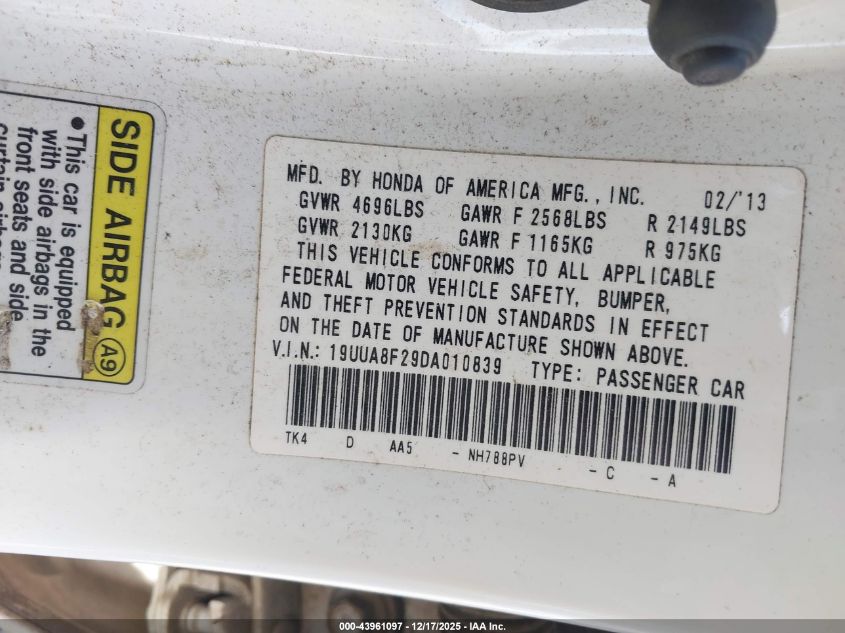 SIDE AIRBAG A9
●This car is equipped
with side airbags in the
front seats and side
MFD. BY HONDA OF AMERICA MFG., INC. 02/'13
GVWR 4696LBS GAWR F 2568LBS R 2149LBS
GVWR 2130KG GAWR F 1165KG R 975KG
THIS VEHICLE CONFORMS TO ALL APPLICABLE
FEDERAL MOTOR VEHICLE SAFETY, BUMPER,
AND THEFT PREVENTION STANDARDS IN EFFECT
ON THE DATE OF MANUFACTURE SHOWN ABOVE.
V.I.N.: 19UUA8F29DA010839 TYPE: PASSENGER CAR
TK4 D AA5 - NH788PV - C - A
000-43961097 - 12/17/2025 - IAA Inc.